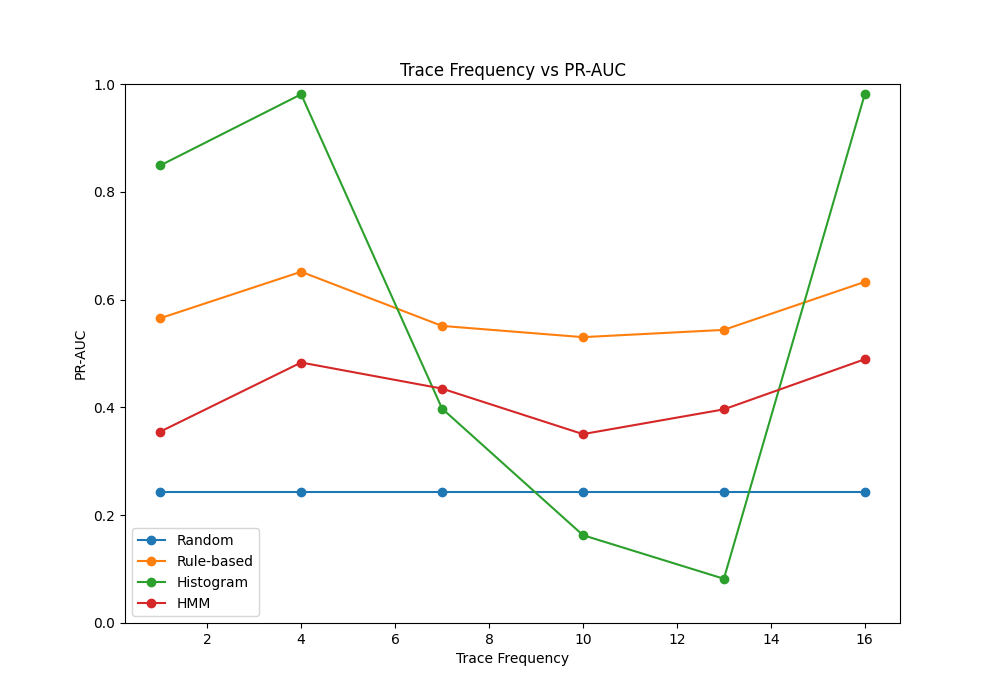 Trace Frequency vs PR-AUC
PR-AUC
1.0
0.8
0.6
0.4
0.2
0.0
Random
Rule-based
Histogram
HMM
2 4 6 8 10 12 14 16
Trace Frequency